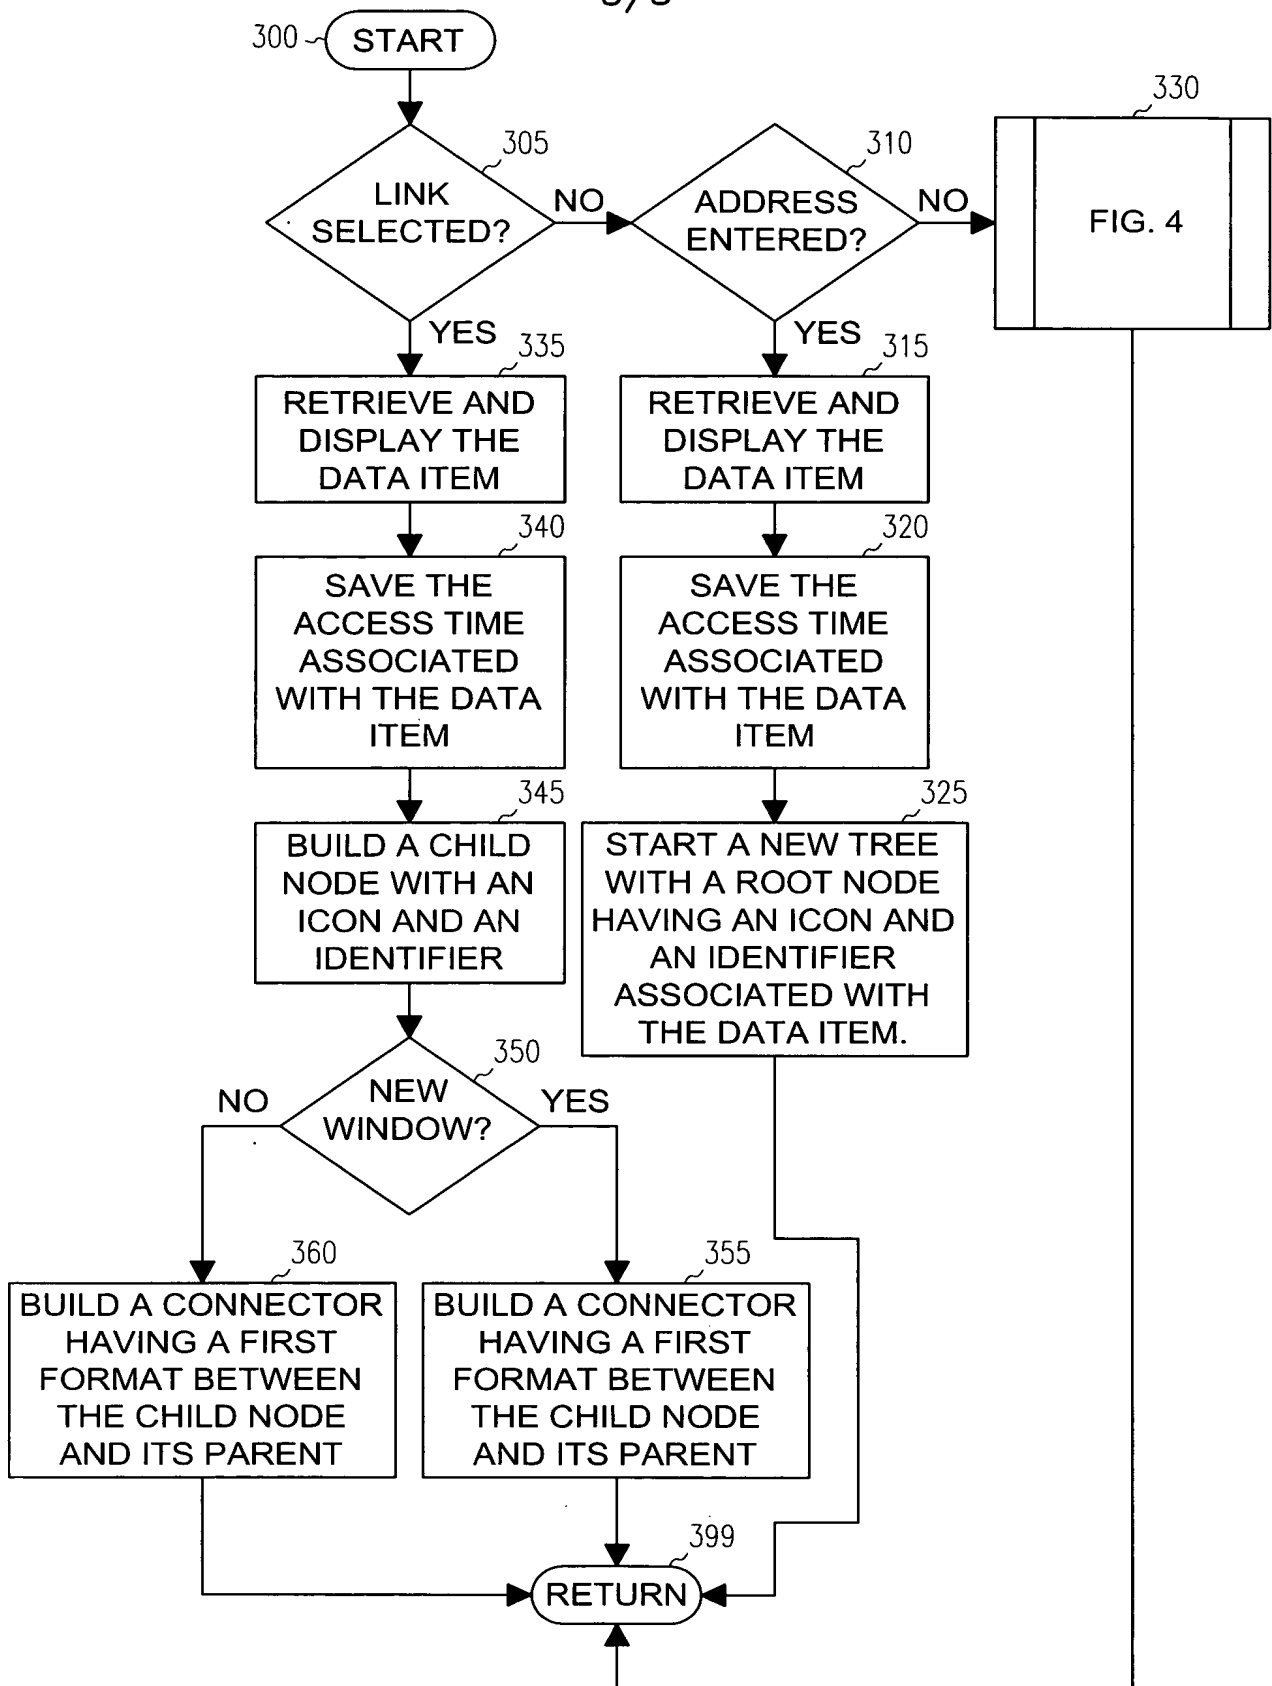 300
START
330
305
310
LINK
SELECTED?
NO
ADDRESS
ENTERED?
NO
FIG. 4
YES
YES
335
315
RETRIEVE AND
DISPLAY THE
DATA ITEM
RETRIEVE AND
DISPLAY THE
DATA ITEM
340
320
SAVE THE
ACCESS TIME
ASSOCIATED
WITH THE DATA
ITEM
SAVE THE
ACCESS TIME
ASSOCIATED
WITH THE DATA
ITEM
345
325
BUILD A CHILD
NODE WITH AN
ICON AND AN
IDENTIFIER
START A NEW TREE
WITH A ROOT NODE
HAVING AN ICON AND
AN IDENTIFIER
ASSOCIATED WITH
THE DATA ITEM.
350
NO
NEW
WINDOW?
YES
360
355
BUILD A CONNECTOR
HAVING A FIRST
FORMAT BETWEEN
THE CHILD NODE
AND ITS PARENT
BUILD A CONNECTOR
HAVING A FIRST
FORMAT BETWEEN
THE CHILD NODE
AND ITS PARENT
399
RETURN